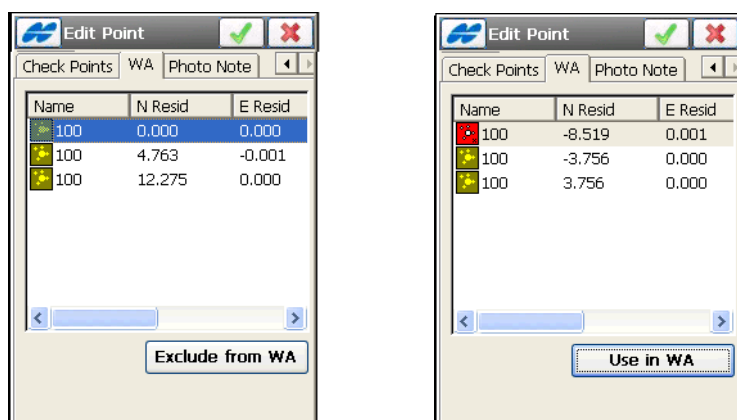 Edit Point
Check Points WA Photo Note
Name N Resid E Resid
100 0.000 0.000
100 4.763 -0.001
100 12.275 0.000
Exclude from WA
Edit Point
Check Points WA Photo Note
Name N Resid E Resid
100 -8.519 0.001
100 -3.756 0.000
100 3.756 0.000
Use in WA